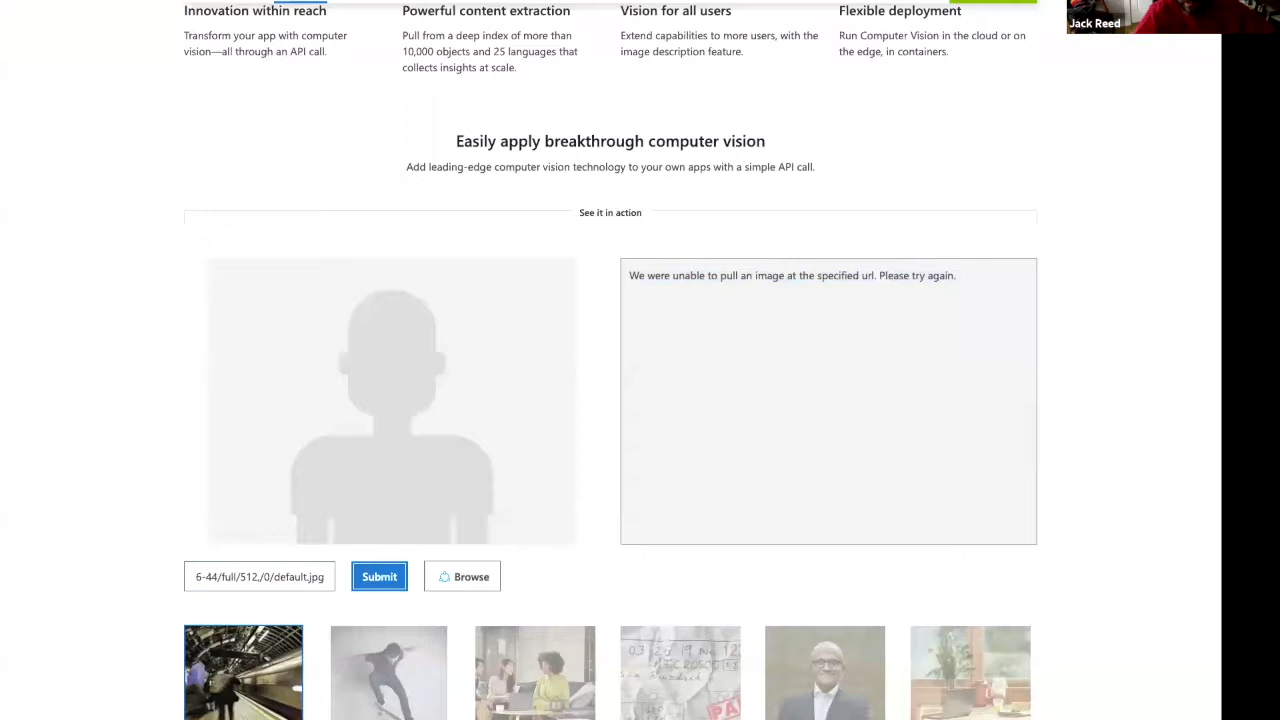 Innovation within reach
Transform your app with computer
vision—all through an API call.
Powerful content extraction
Pull from a deep index of more than
10,000 objects and 25 languages that
collects insights at scale.
Vision for all users
Extend capabilities to more users, with the
image description feature.
Flexible deployment
Run Computer Vision in the cloud or on
the edge, in containers.
Jack Reed
Easily apply breakthrough computer vision
Add leading-edge computer vision technology to your own apps with a simple API call.
See it in action
We were unable to pull an image at the specified url. Please try again.
6-44/full/512,/0/default.jpg
Submit
Browse
PA